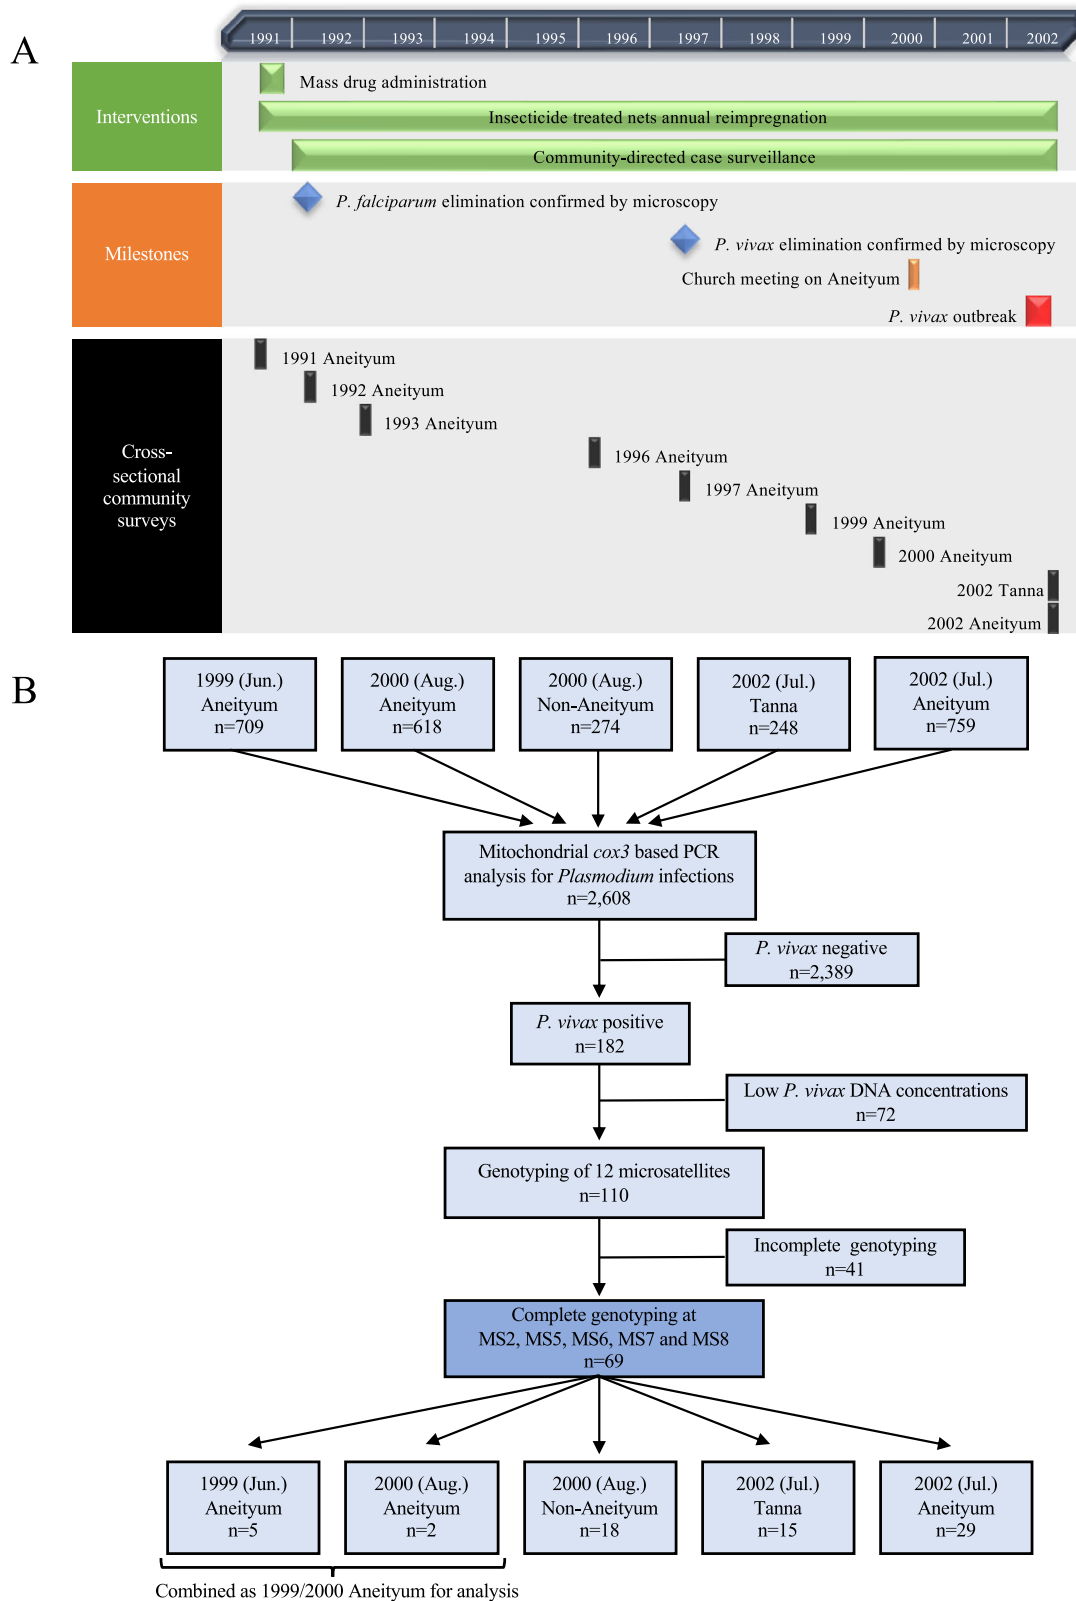 A
1991 1992 1993 1994 1995 1996 1997 1998 1999 2000 2001 2002
Interventions
Mass drug administration
Insecticide treated nets annual reimpregnation
Community-directed case surveillance
Milestones
P. falciparum elimination confirmed by microscopy
P. vivax elimination confirmed by microscopy
Church meeting on Aneityum
P. vivax outbreak
Cross-
sectional
community
surveys
1991 Aneityum
1992 Aneityum
1993 Aneityum
1996 Aneityum
1997 Aneityum
1999 Aneityum
2000 Aneityum
2002 Tanna
2002 Aneityum
B
1999 (Jun.)
Aneityum
n=709
2000 (Aug.)
Aneityum
n=618
2000 (Aug.)
Non-Aneityum
n=274
2002 (Jul.)
Tanna
n=248
2002 (Jul.)
Aneityum
n=759
Mitochondrial cox3 based PCR
analysis for Plasmodium infections
n=2,608
P. vivax negative
n=2,389
P. vivax positive
n=182
Low P. vivax DNA concentrations
n=72
Genotyping of 12 microsatellites
n=110
Incomplete genotyping
n=41
Complete genotyping at
MS2, MS5, MS6, MS7 and MS8
n=69
1999 (Jun.)
Aneityum
n=5
2000 (Aug.)
Aneityum
n=2
2000 (Aug.)
Non-Aneityum
n=18
2002 (Jul.)
Tanna
n=15
2002 (Jul.)
Aneityum
n=29
Combined as 1999/2000 Aneityum for analysis